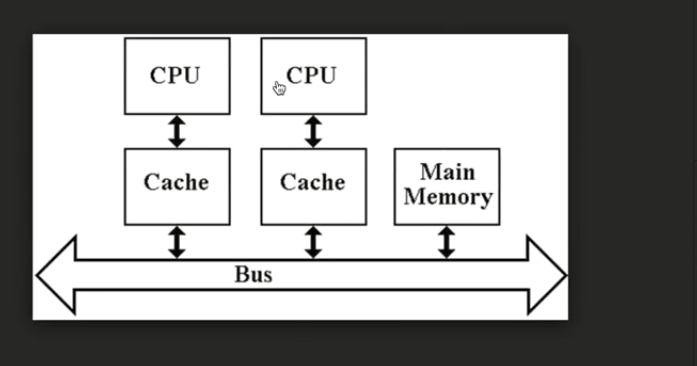 CPU
CPU
Cache
Cache
Main
Memory
Bus